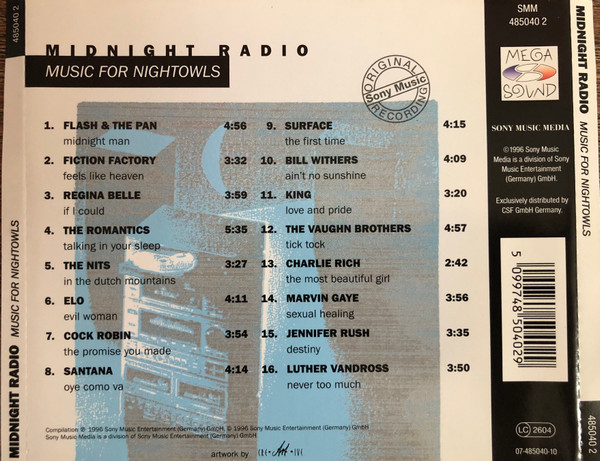 485040 2
MIDNIGHT RADIO
MUSIC FOR NIGHTOWLS
ORIGINAL
Sony Music
RECORDING
1. FLASH & THE PAN 4:56
midnight man
2. FICTION FACTORY 3:32
feels like heaven
3. REGINA BELLE 3:59
if I could
4. THE ROMANTICS 5:35
talking in your sleep
5. THE NITS 3:27
in the dutch mountains
6. ELO 4:11
evil woman
7. COCK ROBIN 3:54
the promise you made
8. SANTANA 4:14
oye como va
9. SURFACE 4:15
the first time
10. BILL WITHERS 4:09
ain't no sunshine
11. KING 3:20
love and pride
12. THE VAUGHN BROTHERS 4:57
tick tock
13. CHARLIE RICH 2:42
the most beautiful girl
14. MARVIN GAYE 3:56
sexual healing
15. JENNIFER RUSH 3:35
destiny
16. LUTHER VANDROSS 3:50
never too much
Compilation ℗ 1996 Sony Music Entertainment (Germany) GmbH, © 1996 Sony Music Entertainment (Germany) GmbH.
Sony Music Media is a division of Sony Music Entertainment (Germany) GmbH
artwork by
SMM
485040 2
MEGA
SOUND
SONY MUSIC MEDIA
©1996 Sony Music
Media is a division of Sony
Music Entertainment
(Germany) GmbH.
Exclusively distributed by
CSF GmbH Germany.
5 099748 504029
LC 2604
07-485040-10
MIDNIGHT RADIO MUSIC FOR NIGHTOWLS
MIDNIGHT RADIO MUSIC FOR NIGHTOWLS
485040 2